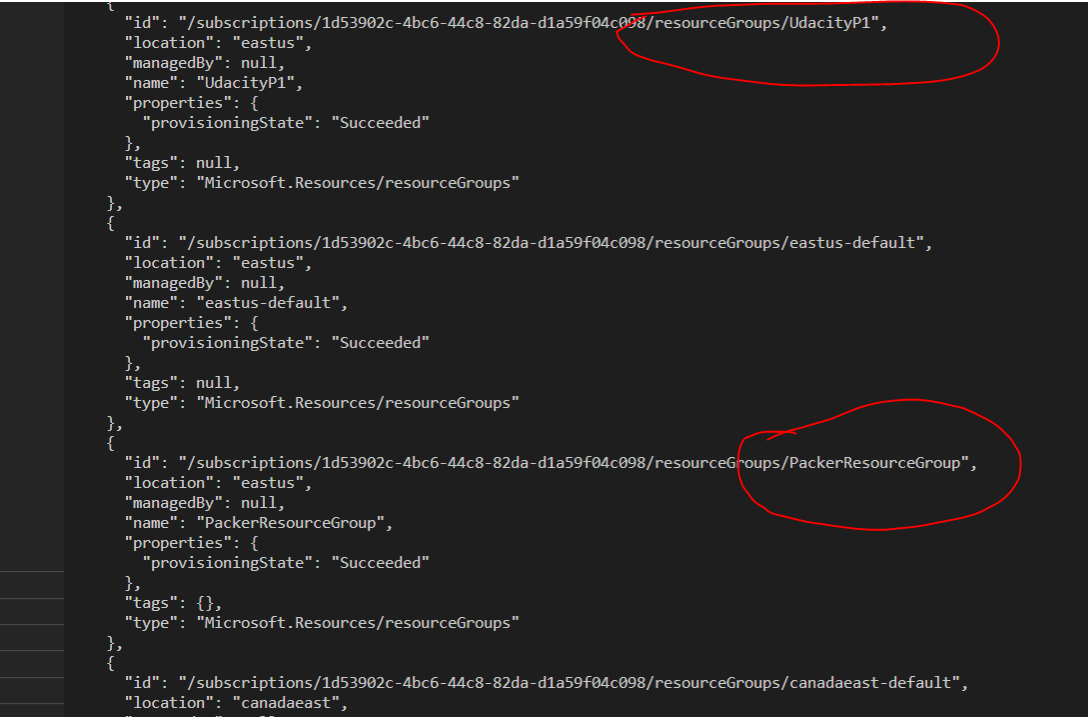 {
"id": "/subscriptions/1d53902c-4bc6-44c8-82da-d1a59f04c098/resourceGroups/UdacityP1",
"location": "eastus",
"managedBy": null,
"name": "UdacityP1",
"properties": {
"provisioningState": "Succeeded"
},
"tags": null,
"type": "Microsoft.Resources/resourceGroups"
},
{
"id": "/subscriptions/1d53902c-4bc6-44c8-82da-d1a59f04c098/resourceGroups/eastus-default",
"location": "eastus",
"managedBy": null,
"name": "eastus-default",
"properties": {
"provisioningState": "Succeeded"
},
"tags": null,
"type": "Microsoft.Resources/resourceGroups"
},
{
"id": "/subscriptions/1d53902c-4bc6-44c8-82da-d1a59f04c098/resourceGroups/PackerResourceGroup",
"location": "eastus",
"managedBy": null,
"name": "PackerResourceGroup",
"properties": {
"provisioningState": "Succeeded"
},
"tags": {},
"type": "Microsoft.Resources/resourceGroups"
},
{
"id": "/subscriptions/1d53902c-4bc6-44c8-82da-d1a59f04c098/resourceGroups/canadaeast-default",
"location": "canadaeast",